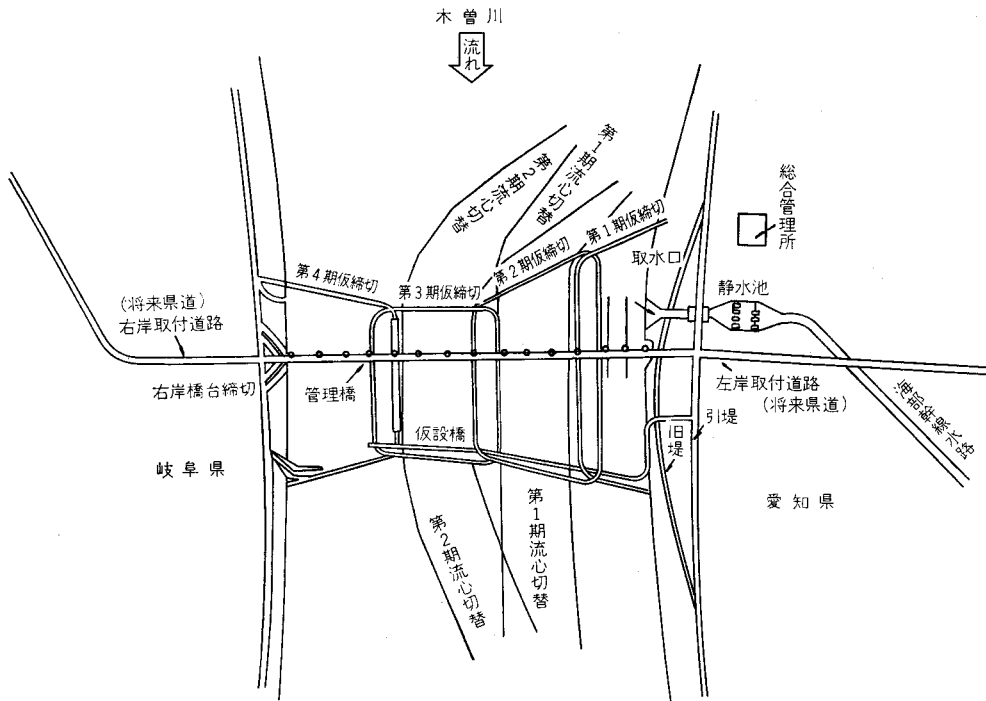 木曽川
流れ
第1期流心切替
第2期流心切替
総合管理所
第1期仮締切
取水口
第2期仮締切
第4期仮締切
第3期仮締切
静水池
(将来県道)
右岸取付道路
右岸橋台締切
管理橋
左岸取付道路
(将来県道)
海部幹線水路
引堤
旧堤
仮設橋
岐阜県
愛知県
第1期流心切替
第2期流心切替